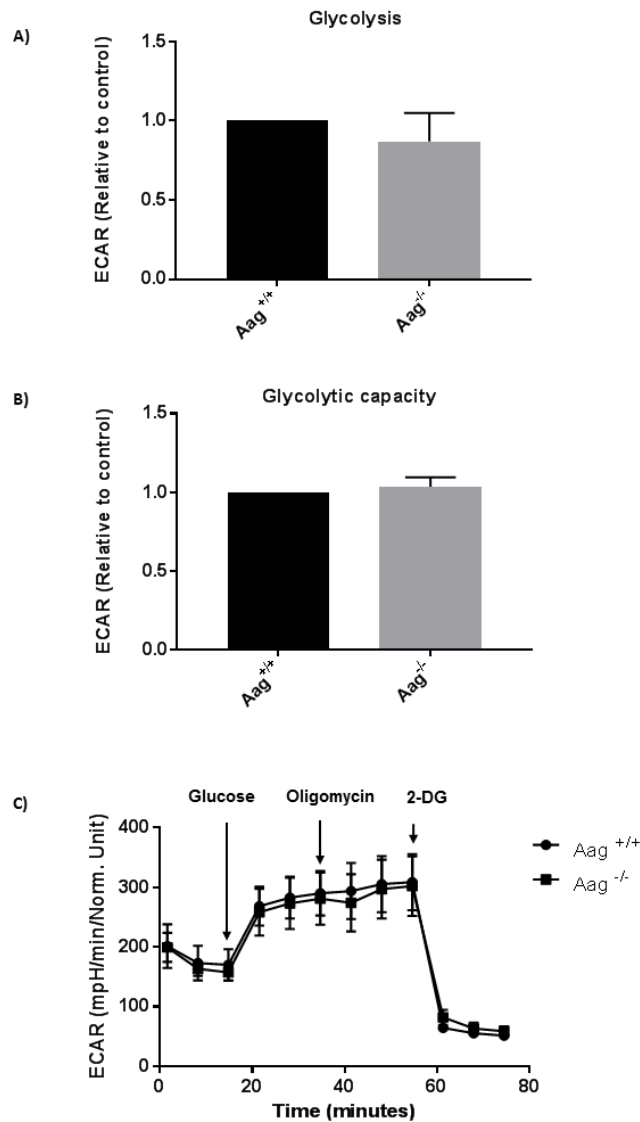 A)
Glycolysis
ECAR (Relative to control)
1.5
1.0
0.5
0.0
Aag+/+
Aag-/-
B)
Glycolytic capacity
ECAR (Relative to control)
1.5
1.0
0.5
0.0
Aag+/+
Aag-/-
C)
Glucose Oligomycin 2-DG
ECAR (mpH/min/Norm. Unit)
400
300
200
100
0
0 20 40 60 80
Time (minutes)
Aag +/+
Aag -/-